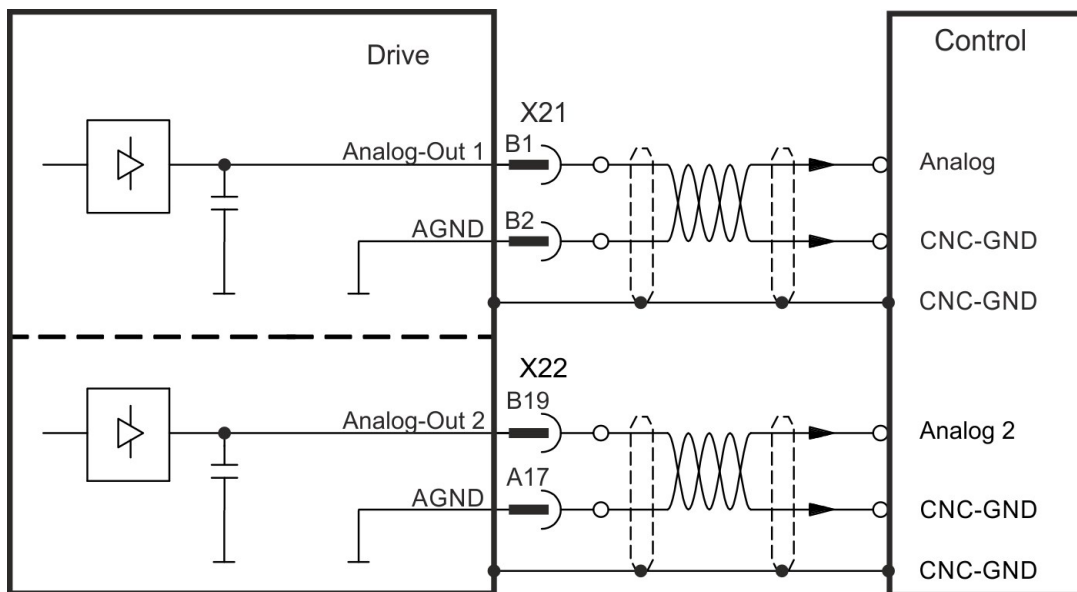 Drive
Control
X21
Analog-Out 1
B1
Analog
AGND
B2
CNC-GND
CNC-GND
X22
Analog-Out 2
B19
Analog 2
AGND
A17
CNC-GND
CNC-GND